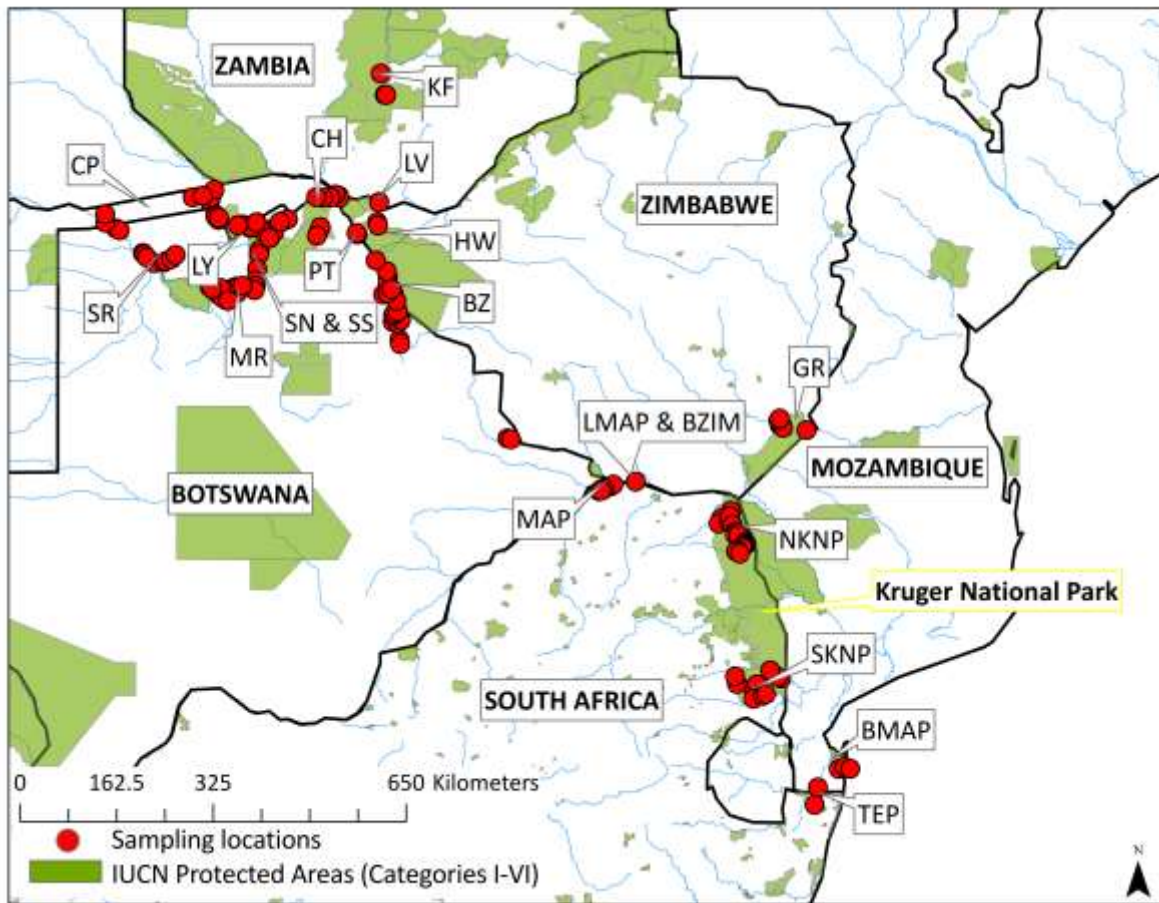 ZAMBIA
KF
CH
CP
LV
ZIMBABWE
HW
LY
PT
SR
BZ
SN & SS
MR
GR
LMAP & BZIM
MOZAMBIQUE
BOTSWANA
MAP
NKNP
Kruger National Park
SKNP
SOUTH AFRICA
BMAP
0 162.5 325 650 Kilometers
TEP
Sampling locations
IUCN Protected Areas (Categories I-VI)
N